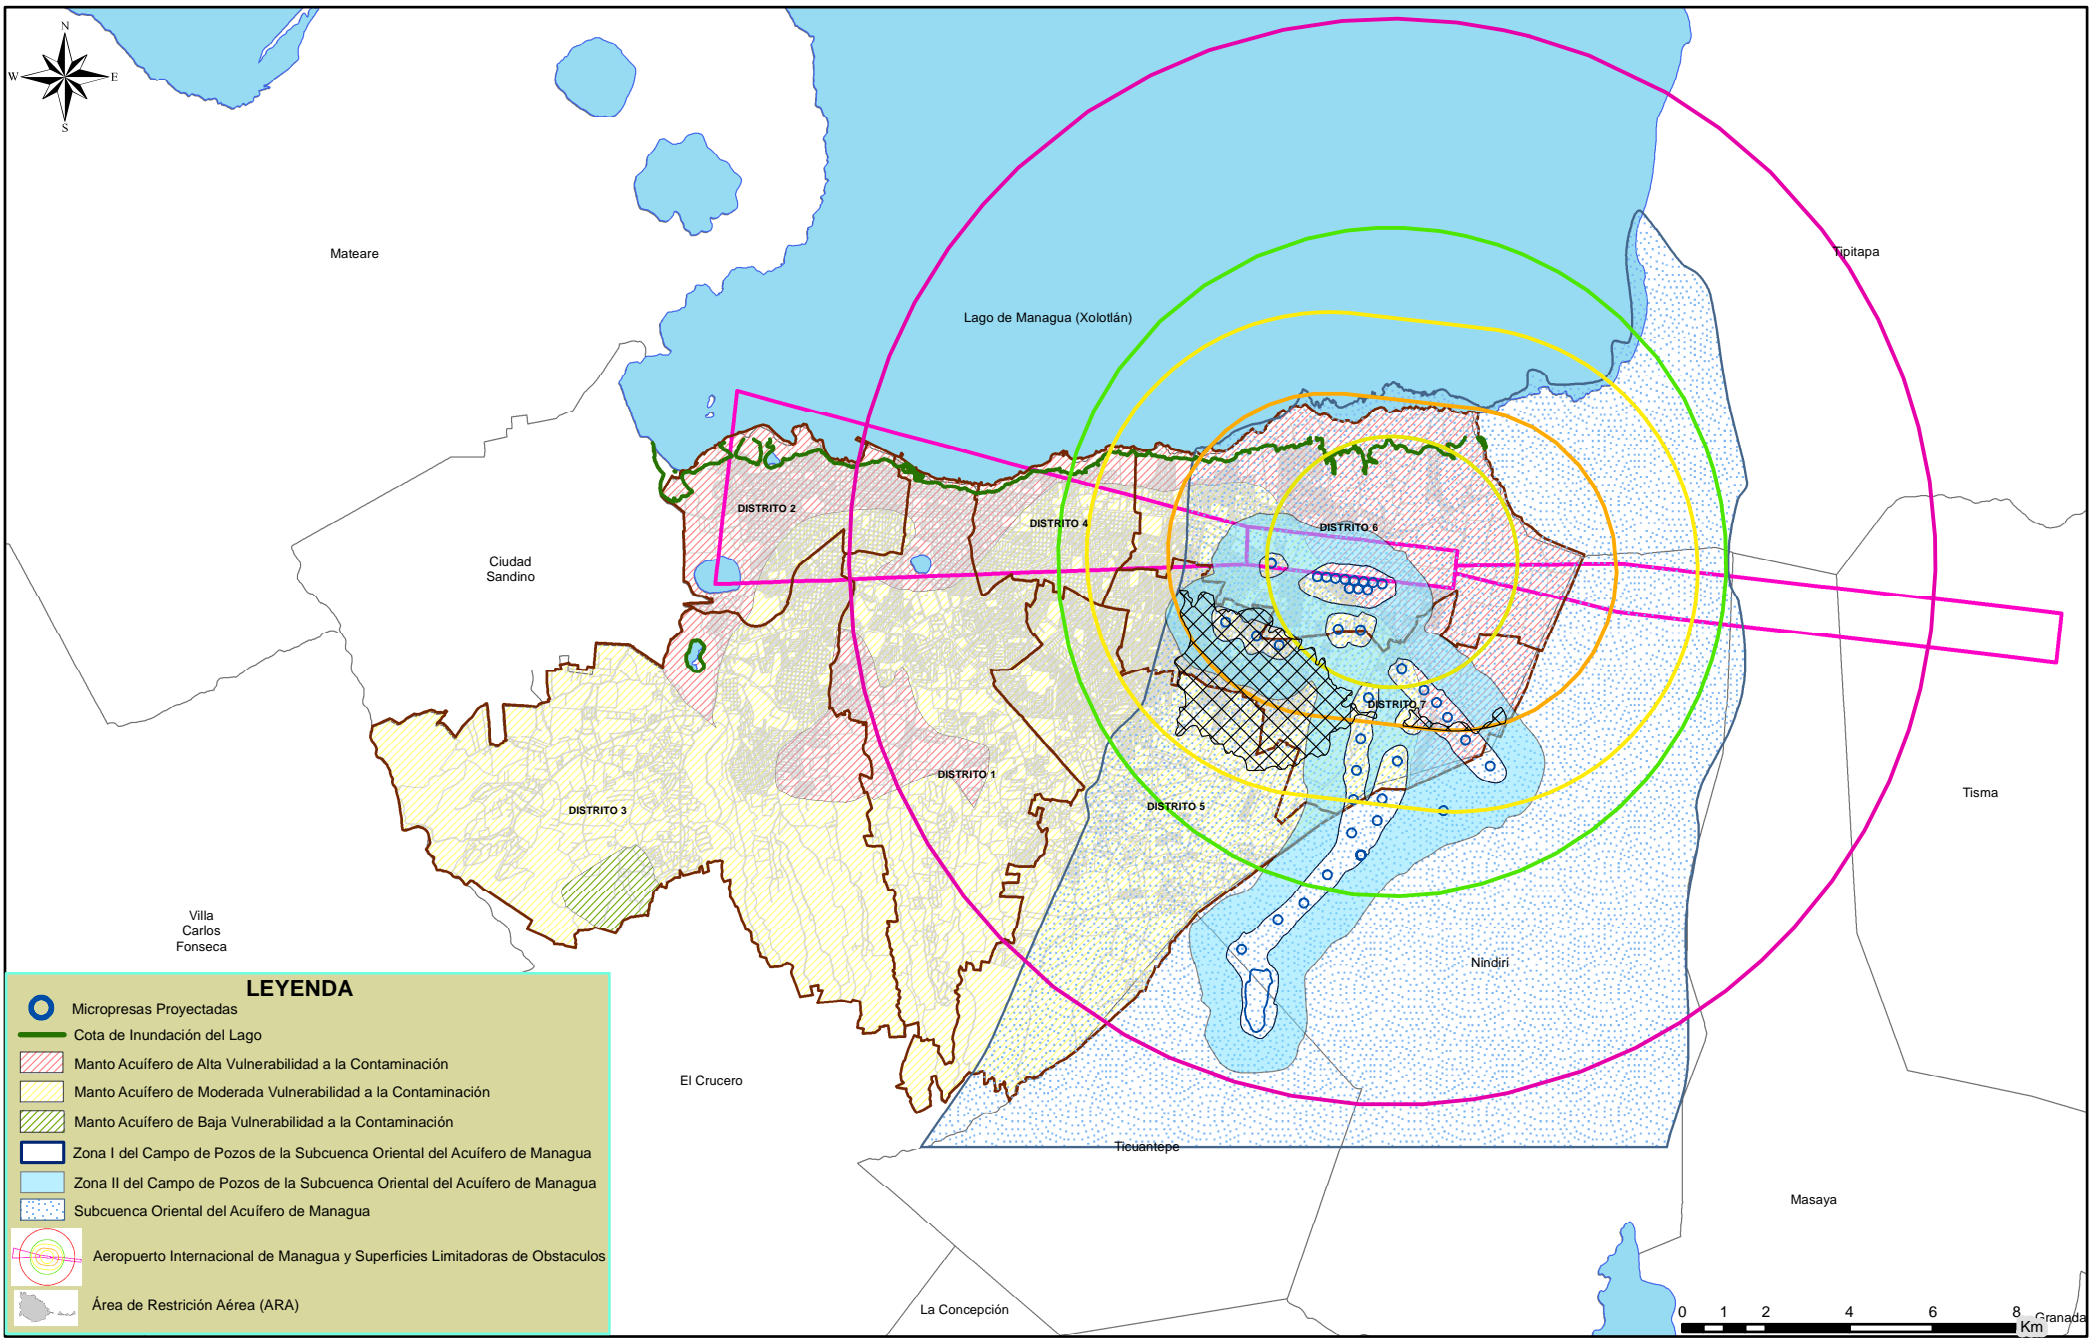 N
W
E
S
Mateare
Tipitapa
Lago de Managua (Xolotlán)
DISTRITO 2
DISTRITO 4
DISTRITO 6
Ciudad
Sandino
DISTRITO 7
DISTRITO 1
DISTRITO 3
DISTRITO 5
Tisma
Villa
Carlos
Fonseca
Nindirí
El Crucero
Ticuantepe
Masaya
La Concepción
Granada
LEYENDA
Micropresas Proyectadas
Cota de Inundación del Lago
Manto Acuífero de Alta Vulnerabilidad a la Contaminación
Manto Acuífero de Moderada Vulnerabilidad a la Contaminación
Manto Acuífero de Baja Vulnerabilidad a la Contaminación
Zona I del Campo de Pozos de la Subcuenca Oriental del Acuífero de Managua
Zona II del Campo de Pozos de la Subcuenca Oriental del Acuífero de Managua
Subcuenca Oriental del Acuífero de Managua
Aeropuerto Internacional de Managua y Superficies Limitadoras de Obstaculos
Área de Restrición Aérea (ARA)
0 1 2 4 6 8
Km